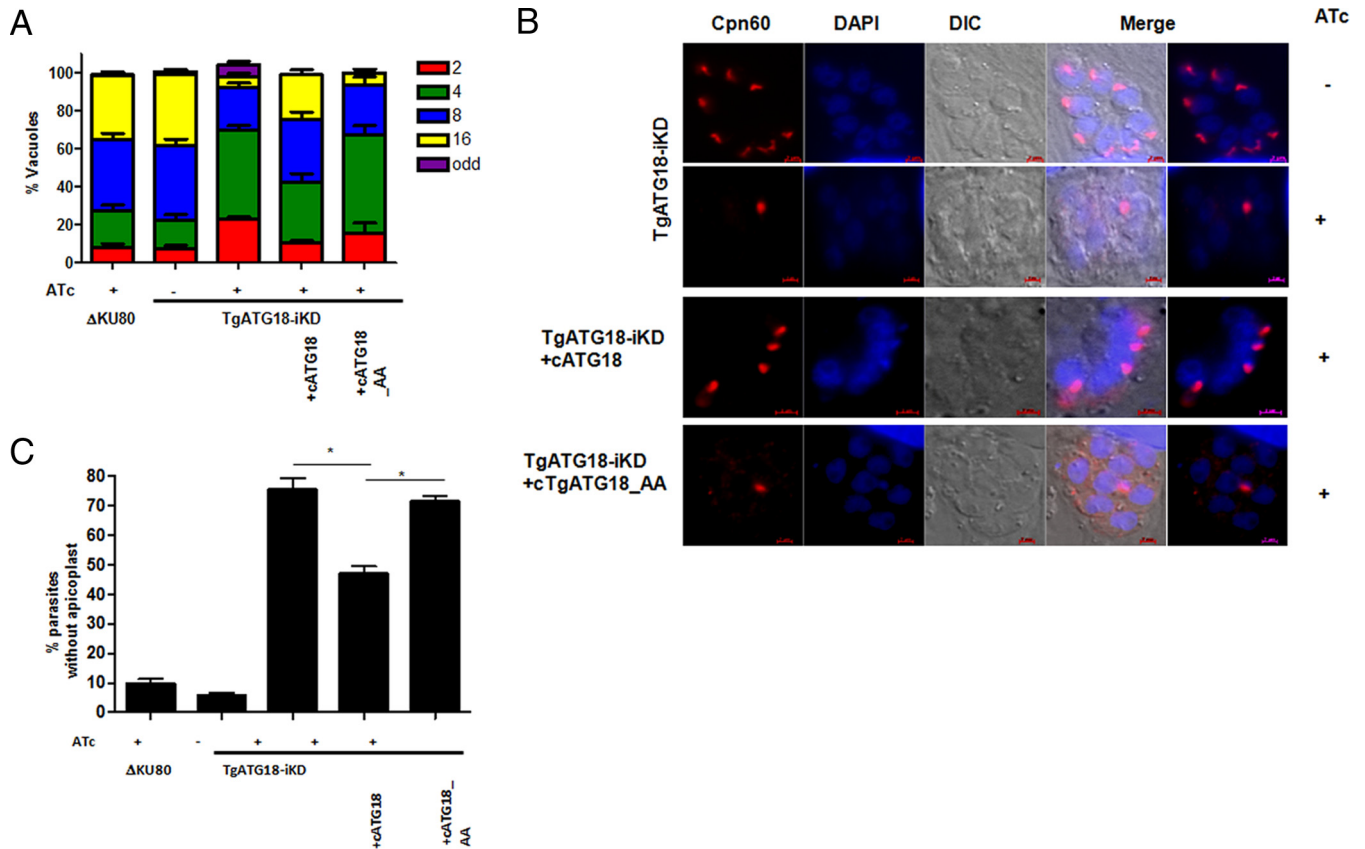 A
% Vacuoles
100
80
60
40
20
0
2
4
8
16
odd
ATc + - + + +
ΔKU80 TgATG18-iKD
+cATG18
+cATG18
_AA
B
Cpn60 DAPI DIC Merge ATc
TgATG18-iKD
-
+
TgATG18-iKD
+cATG18
+
TgATG18-iKD
+cTgATG18_AA
+
C
% parasites
without apicoplast
80
70
60
50
40
30
20
10
0
*
*
ATc + - + + +
ΔKU80 TgATG18-iKD
+cATG18
+cATG18_
AA